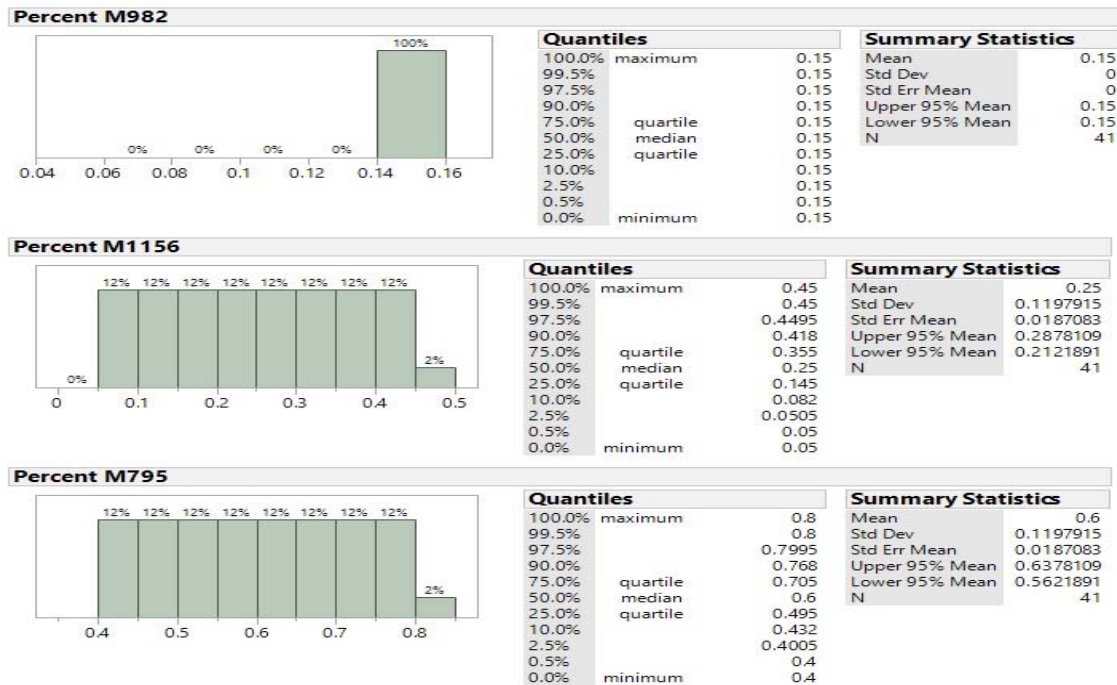 Percent M982
100%
0% 0% 0% 0%
0.04 0.06 0.08 0.1 0.12 0.14 0.16
Quantiles
100.0% maximum 0.15
99.5% 0.15
97.5% 0.15
90.0% 0.15
75.0% quartile 0.15
50.0% median 0.15
25.0% quartile 0.15
10.0% 0.15
2.5% 0.15
0.5% 0.15
0.0% minimum 0.15
Summary Statistics
Mean 0.15
Std Dev 0
Std Err Mean 0
Upper 95% Mean 0.15
Lower 95% Mean 0.15
N 41
Percent M1156
12% 12% 12% 12% 12% 12% 12% 12%
2%
0%
0 0.1 0.2 0.3 0.4 0.5
Quantiles
100.0% maximum 0.45
99.5% 0.45
97.5% 0.4495
90.0% 0.418
75.0% quartile 0.355
50.0% median 0.25
25.0% quartile 0.145
10.0% 0.082
2.5% 0.0505
0.5% 0.05
0.0% minimum 0.05
Summary Statistics
Mean 0.25
Std Dev 0.1197915
Std Err Mean 0.0187083
Upper 95% Mean 0.2878109
Lower 95% Mean 0.2121891
N 41
Percent M795
12% 12% 12% 12% 12% 12% 12% 12%
2%
0.4 0.5 0.6 0.7 0.8
Quantiles
100.0% maximum 0.8
99.5% 0.8
97.5% 0.7995
90.0% 0.768
75.0% quartile 0.705
50.0% median 0.6
25.0% quartile 0.495
10.0% 0.432
2.5% 0.4005
0.5% 0.4
0.0% minimum 0.4
Summary Statistics
Mean 0.6
Std Dev 0.1197915
Std Err Mean 0.0187083
Upper 95% Mean 0.6378109
Lower 95% Mean 0.5621891
N 41